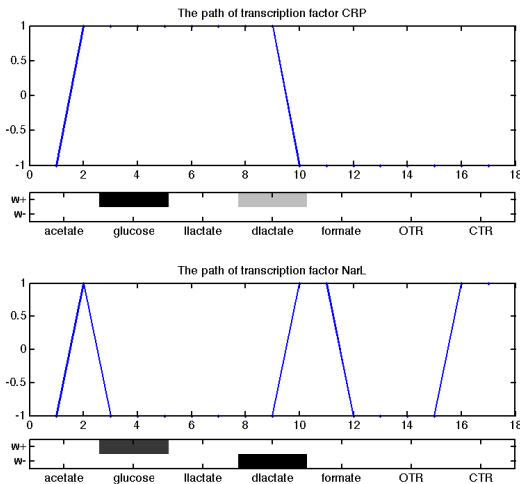 The path of transcription factor CRP
1
0.5
0
-0.5
-1
0 2 4 6 8 10 12 14 16 18
w+
w-
acetate glucose llactate dlactate formate OTR CTR
The path of transcription factor NarL
1
0.5
0
-0.5
-1
0 2 4 6 8 10 12 14 16 18
w+
w-
acetate glucose llactate dlactate formate OTR CTR